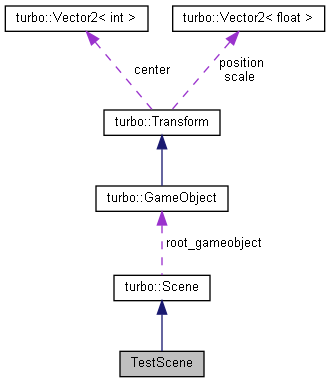 turbo::Vector2< int >
turbo::Vector2< float >
center
position
scale
turbo::Transform
turbo::GameObject
root_gameobject
turbo::Scene
TestScene